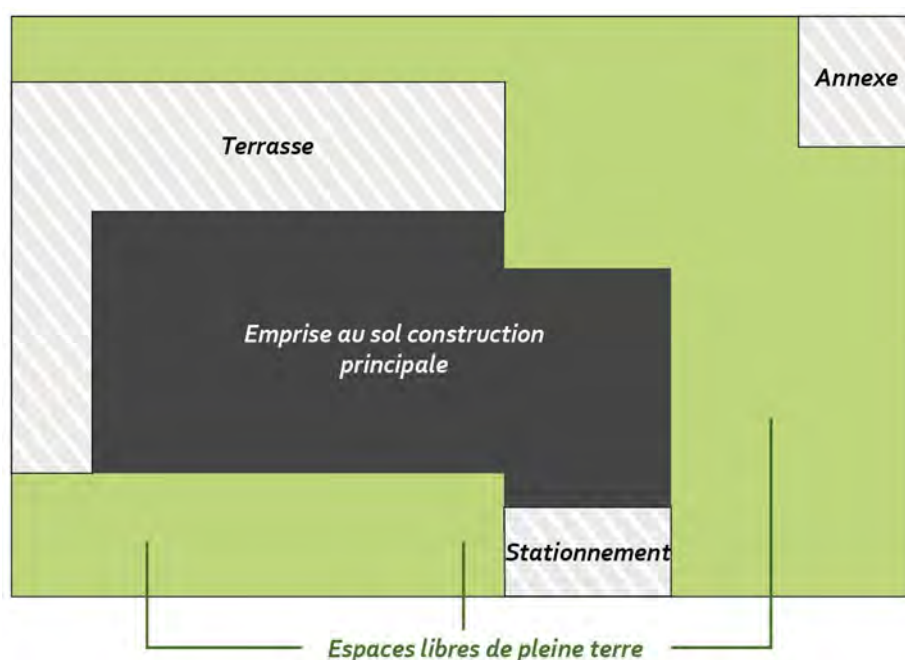 Annexe
Terrasse
Emprise au sol construction
principale
Stationnement
Espaces libres de pleine terre